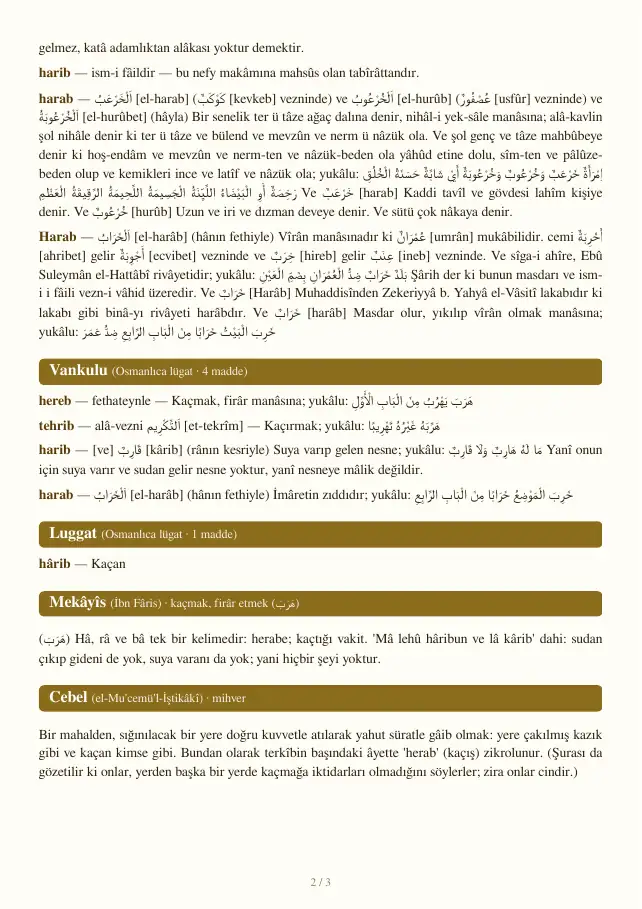 gelmez, katâ adamlıktan alâkası yoktur demektir.
harib — ism-i fâildir — bu nefy makâmına mahsûs olan tabîrâttandır.
harab — اَلْخَرْعَبُ [el-harab] (كَوْكَبٌ [kevkeb] vezninde) ve اَلْخُرْعُوبُ [el-hurûb] (عُصْفُورٌ [usfûr] vezninde) ve
اَلْخُرْعُوبَةُ [el-hurûbet] (hâyla) Bir senelik ter ü tâze ağaç dalına denir, nihâl-i yek-sâle manâsına; alâ-kavlin
şol nihâle denir ki ter ü tâze ve bülend ve mevzûn ve nerm ü nâzük ola. Ve şol genç ve tâze mahbûbeye
denir ki hoş-endâm ve mevzûn ve nerm-ten ve nâzük-beden ola yâhûd etine dolu, sîm-ten ve pâlûze-
beden olup ve kemikleri ince ve latîf ve nâzük ola; yukâlu: اِمْرَأَةٌ خَرْعَبٌ وَخُرْعُوبٌ وَخُرْعُوبَةٌ أَيْ شَابَّةٌ حَسَنَةُ الْخُلْقِ
رَخِصَةٌ أَوِ الْبَيْضَاءُ اللَّيِّنَةُ الْجَسِيمَةُ اللَّحِيمَةُ الرَّقِيقَةُ الْعَظْمِ Ve خَرْعَبٌ [harab] Kaddi tavîl ve gövdesi lahîm kişiye
denir. Ve خُرْعُوبٌ [hurûb] Uzun ve iri ve dızman deveye denir. Ve sütü çok nâkaya denir.
Harab — اَلْخَرَابُ [el-harâb] (hânın fethiyle) Vîrân manâsınadır ki عُمْرَانٌ [umrân] mukâbilidir. cemi أَخْرِبَةٌ
[ahribet] gelir أَجْوِبَةٌ [ecvibet] vezninde ve خِرَبٌ [hireb] gelir عِنَبٌ [ineb] vezninde. Ve sîga-i ahîre, Ebû
Suleymân el-Hattâbî rivâyetidir; yukâlu: بَلَدٌ خَرَابٌ ضِدُّ الْعُمْرَانِ بِضَمِّ الْعَيْنِ Şârih der ki bunun masdarı ve ism-
i i fâili vezn-i vâhid üzeredir. Ve خَرَابٌ [Harâb] Muhaddisînden Zekeriyyâ b. Yahyâ el-Vâsitî lakabıdır ki
lakabı gibi binâ-yı rivâyeti harâbdır. Ve خَرَابٌ [harâb] Masdar olur, yıkılıp vîrân olmak manâsına;
yukâlu: خَرِبَ الْبَيْتُ خَرَابًا مِنَ الْبَابِ الرَّابِعِ ضِدُّ عَمَرَ
Vankulu (Osmanlıca lügat · 4 madde)
hereb — fethateynle — Kaçmak, firâr manâsına; yukâlu: هَرَبَ يَهْرُبُ مِنَ الْبَابِ الْأَوَّلِ
tehrib — alâ-vezni اَلتَّكْرِيم [et-tekrîm] — Kaçırmak; yukâlu: هَرَّبَهُ غَيْرُهُ تَهْرِيبًا
harib — [ve] قَارِبٌ [kârib] (rânın kesriyle) Suya varıp gelen nesne; yukâlu: مَا لَهُ هَارِبٌ وَلَا قَارِبٌ Yanî onun
için suya varır ve sudan gelir nesne yoktur, yanî nesneye mâlik değildir.
harab — اَلْخَرَابُ [el-harâb] (hânın fethiyle) İmâretin zıddıdır; yukâlu: خَرِبَ الْمَوْضِعُ خَرَابًا مِنَ الْبَابِ الرَّابِعِ
Luggat (Osmanlıca lügat · 1 madde)
hârib — Kaçan
Mekâyîs (İbn Fâris) · kaçmak, firâr etmek (هَرَبَ)
(هَرَبَ) Hâ, râ ve bâ tek bir kelimedir: herabe; kaçtığı vakit. 'Mâ lehû hâribun ve lâ kârib' dahi: sudan
çıkıp gideni de yok, suya varanı da yok; yani hiçbir şeyi yoktur.
Cebel (el-Mu'cemü'l-İştikâkî) · mihver
Bir mahalden, sığınılacak bir yere doğru kuvvetle atılarak yahut süratle gâib olmak: yere çakılmış kazık
gibi ve kaçan kimse gibi. Bundan olarak terkîbin başındaki âyette 'herab' (kaçış) zikrolunur. (Şurası da
gözetilir ki onlar, yerden başka bir yerde kaçmağa iktidarları olmadığını söylerler; zira onlar cindir.)
2 / 3